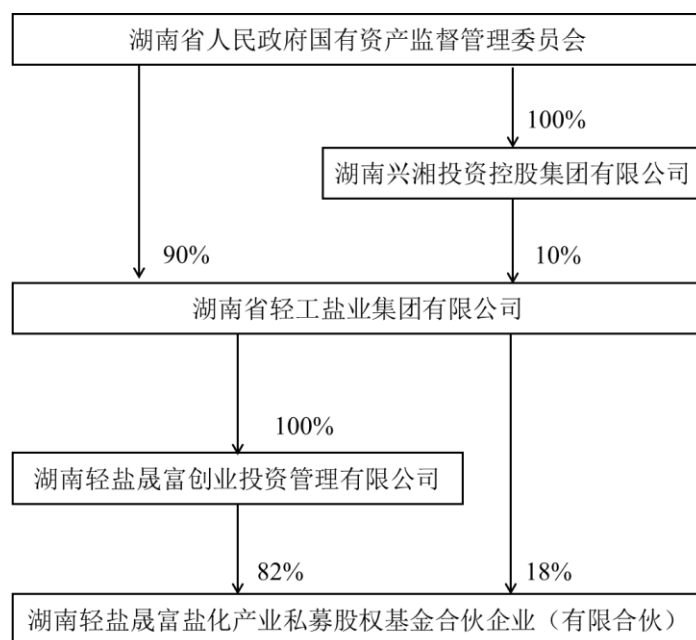 湖南省人民政府国有资产监督管理委员会
100%
湖南兴湘投资控股集团有限公司
90%
10%
湖南省轻工盐业集团有限公司
100%
湖南轻盐晟富创业投资管理有限公司
82%
18%
湖南轻盐晟富盐化产业私募股权基金合伙企业（有限合伙）